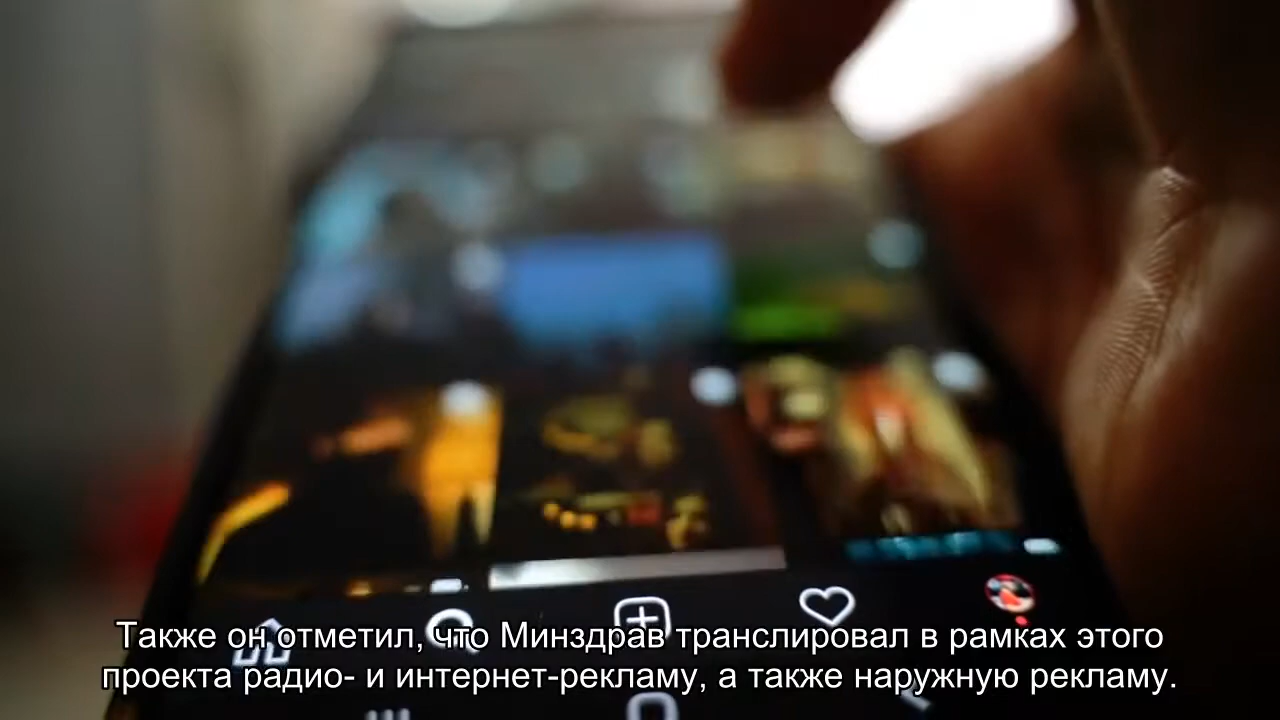 Также он отметил, что Минздрав транслировал в рамках этого
проекта радио- и интернет-рекламу, а также наружную рекламу.